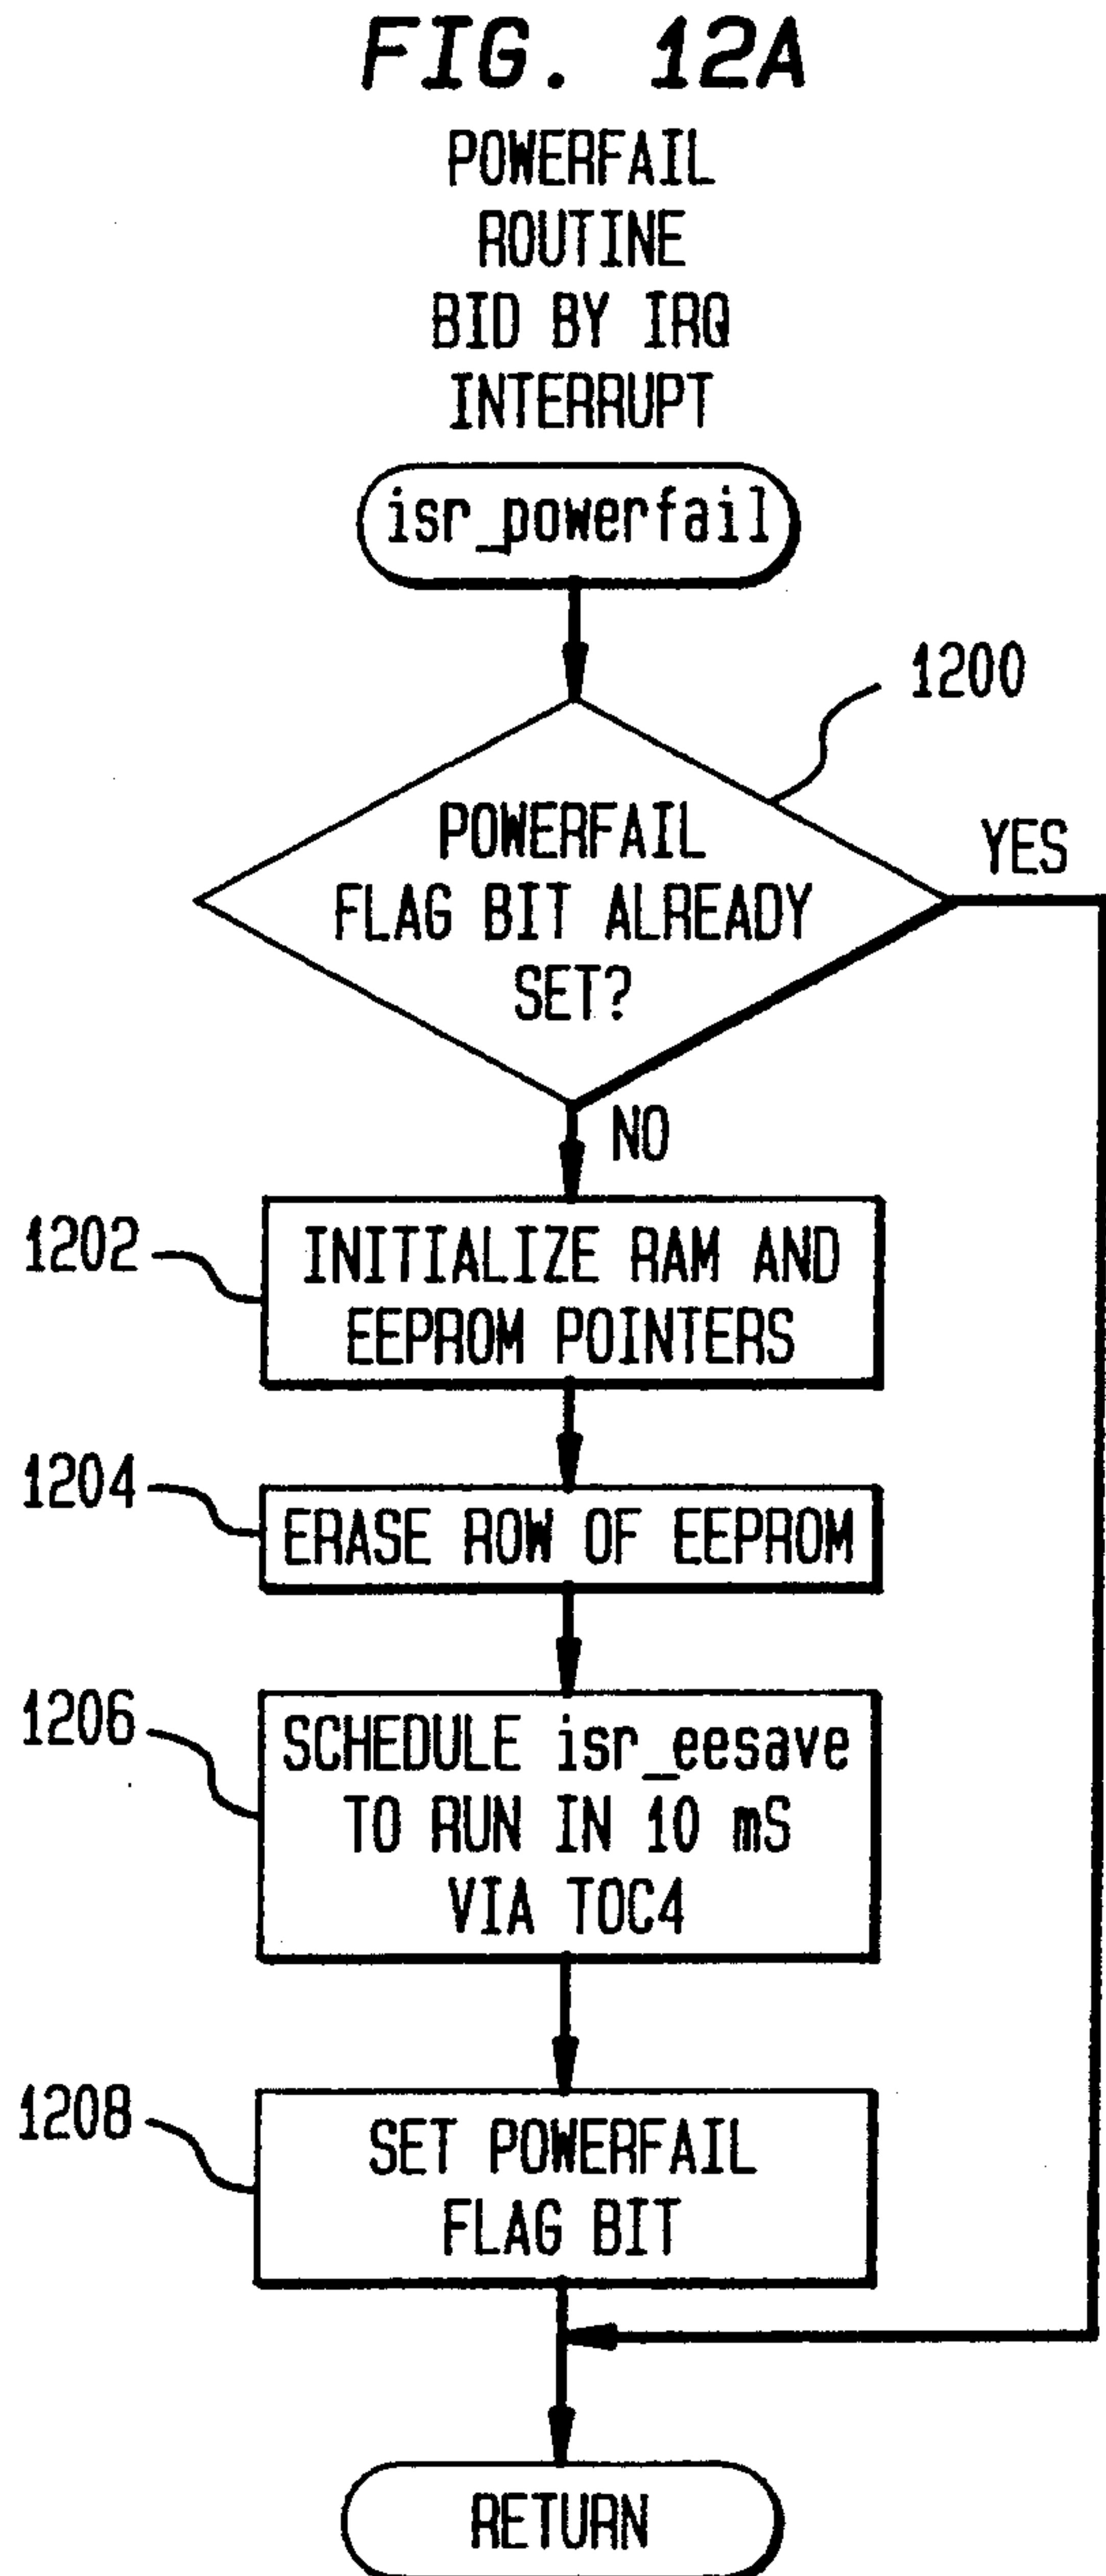 FIG. 12A
POWERFAIL
ROUTINE
BID BY IRQ
INTERRUPT
isr_powerfail
1200
POWERFAIL
FLAG BIT ALREADY
SET?
YES
NO
1202
INITIALIZE RAM AND
EEPROM POINTERS
1204
ERASE ROW OF EEPROM
1206
SCHEDULE isr_eesave
TO RUN IN 10 mS
VIA TOC4
1208
SET POWERFAIL
FLAG BIT
RETURN